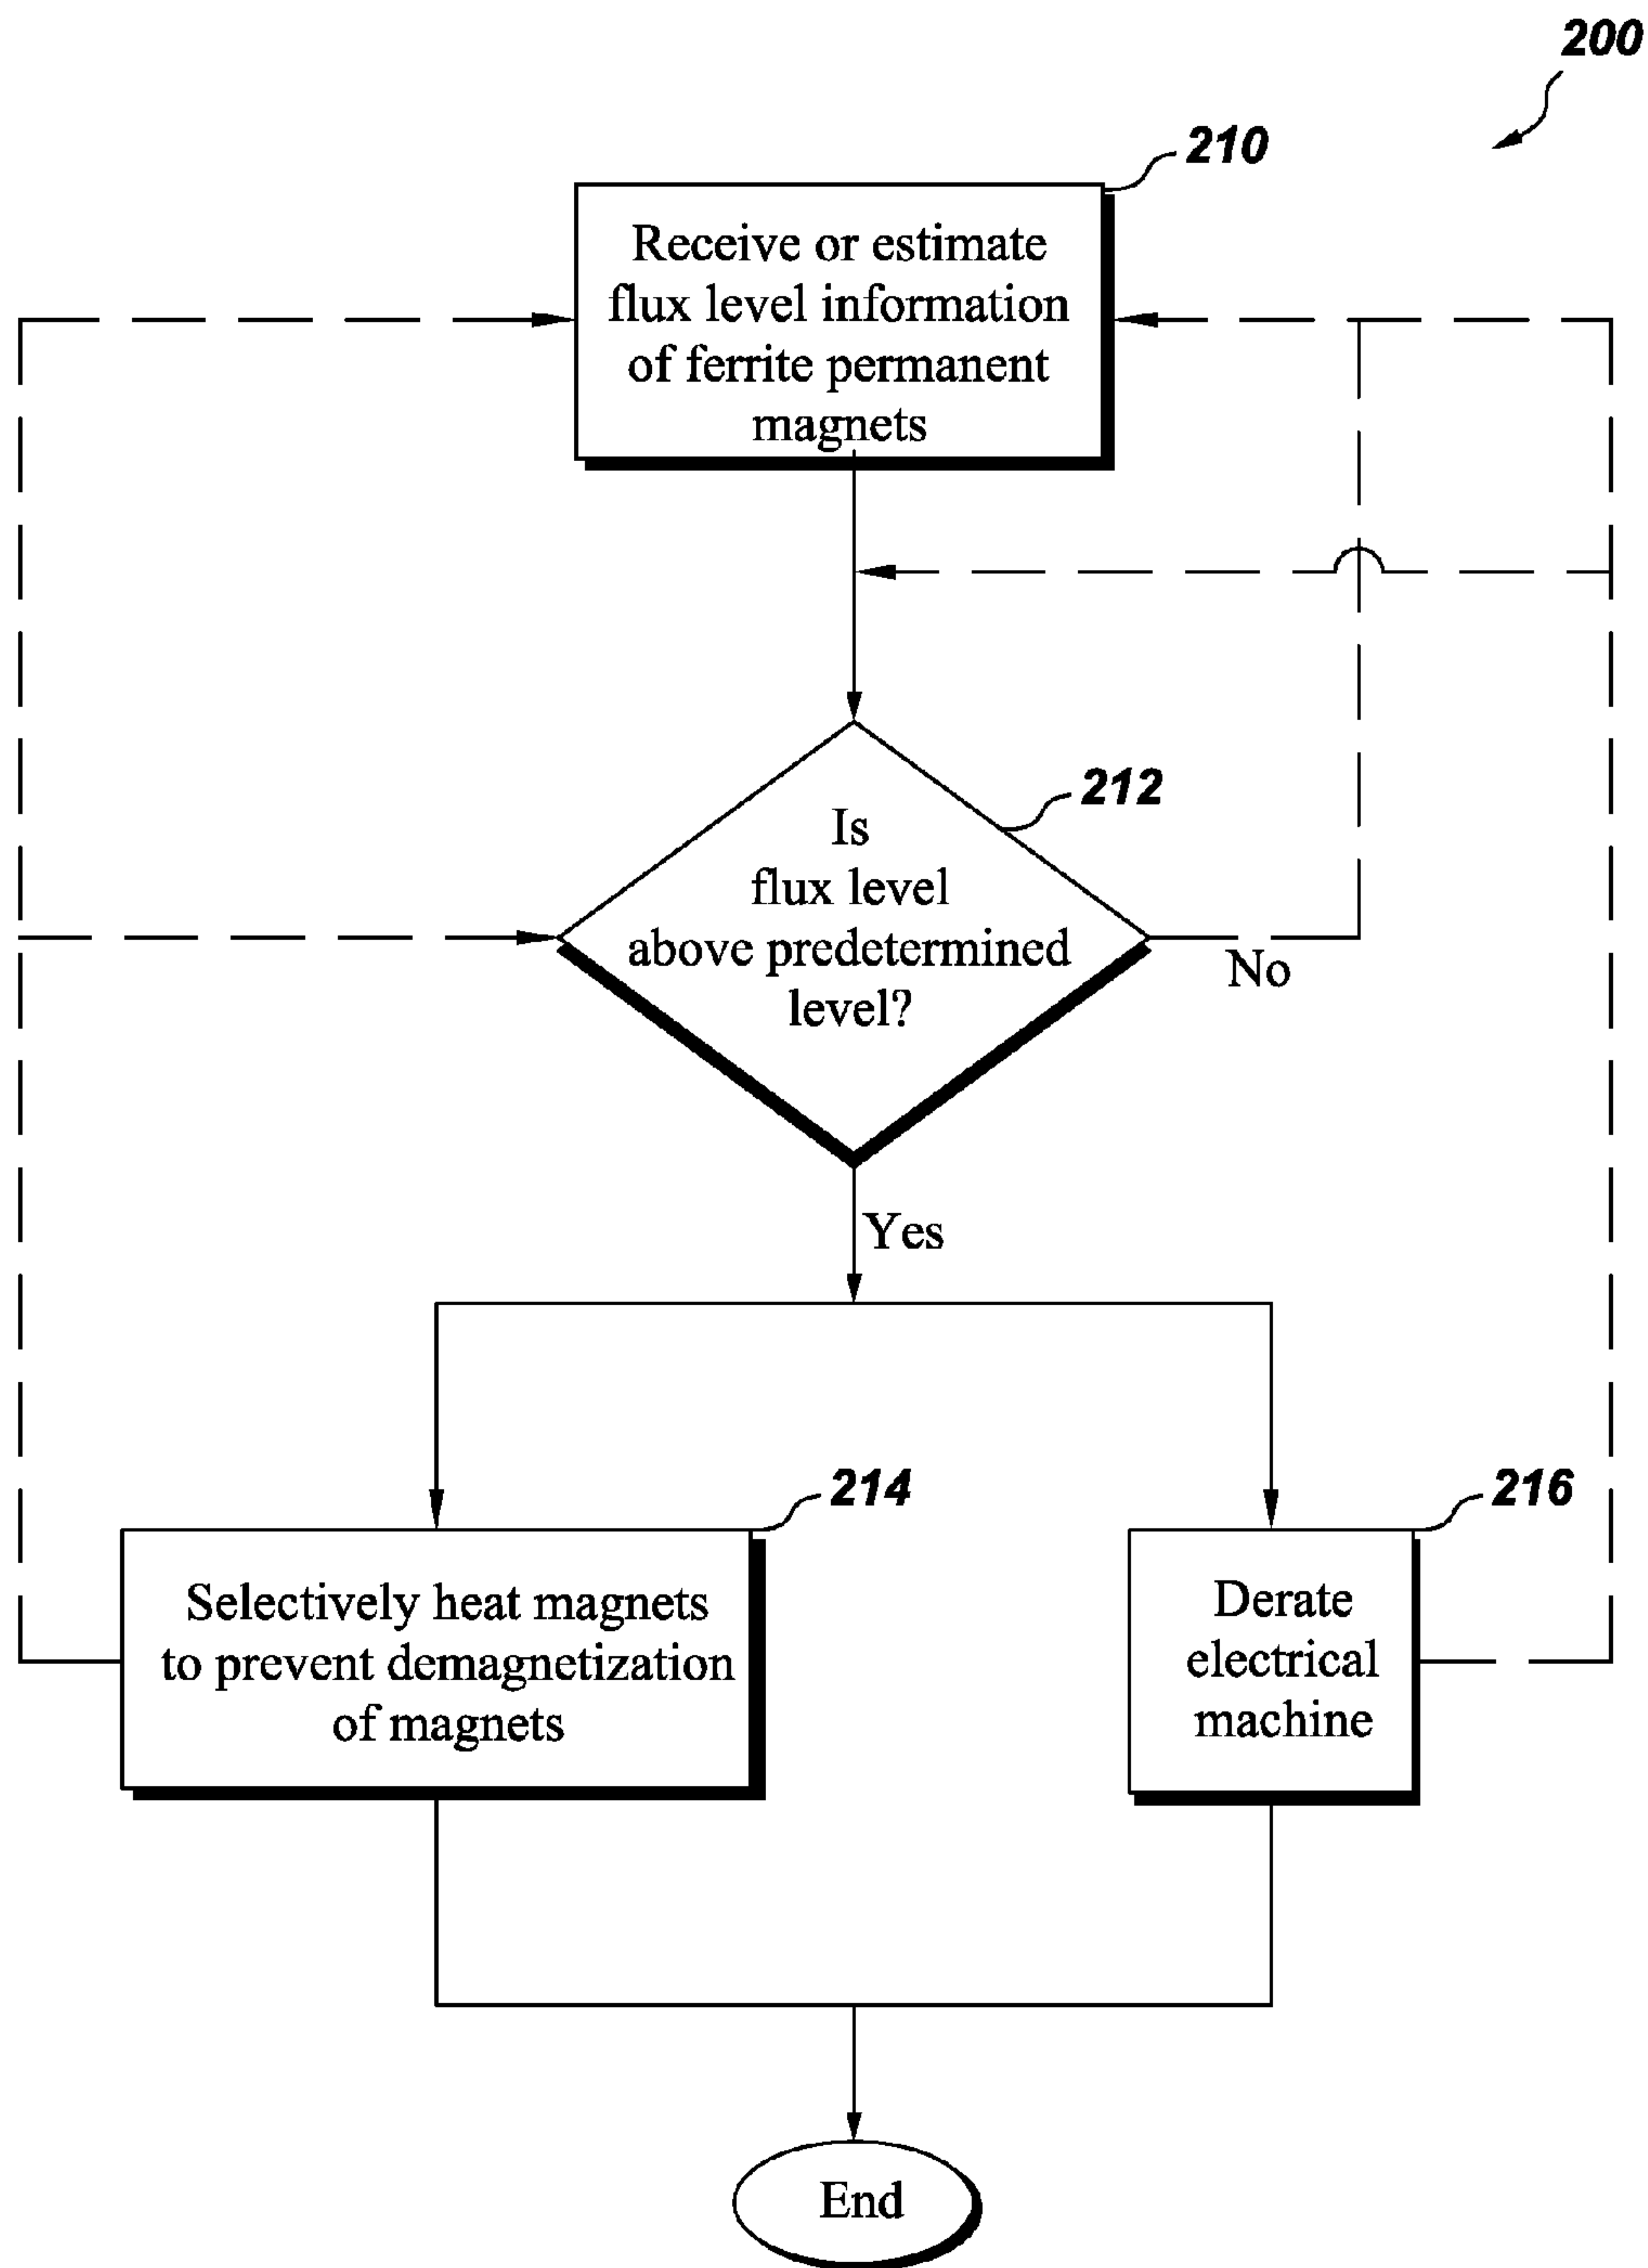 200
210
Receive or estimate
flux level information
of ferrite permanent
magnets
212
Is
flux level
above predetermined
level?
No
Yes
214
216
Selectively heat magnets
to prevent demagnetization
of magnets
Derate
electrical
machine
End